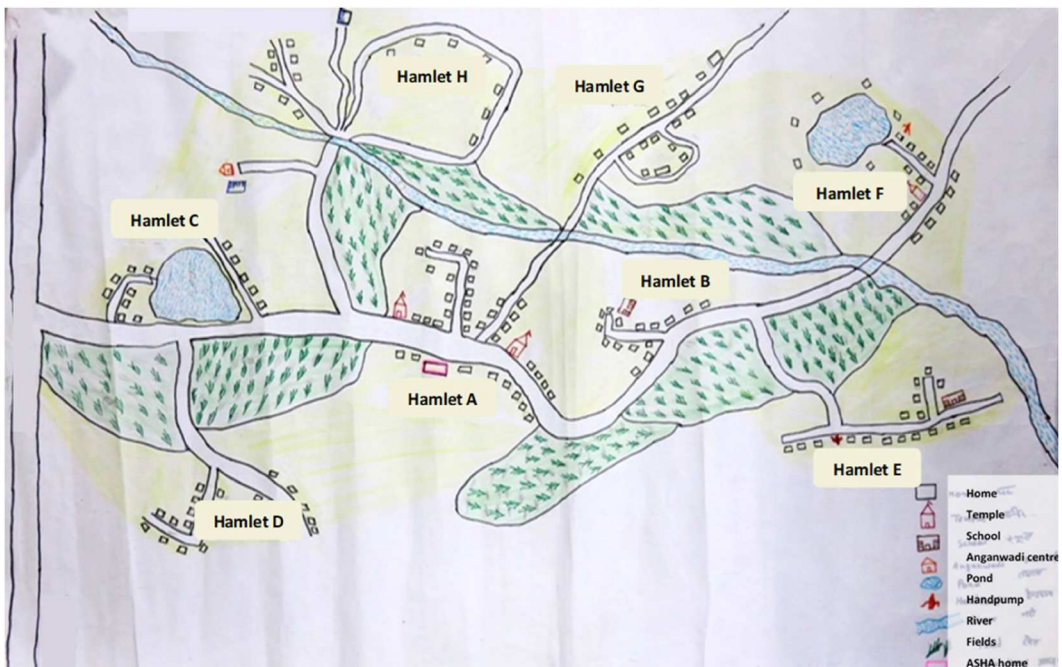 Hamlet H
Hamlet G
Hamlet F
Hamlet C
Hamlet B
Hamlet A
Hamlet E
Hamlet D
Home
Temple
School
Anganwadi centre
Pond
Handpump
River
Fields
ASHA home